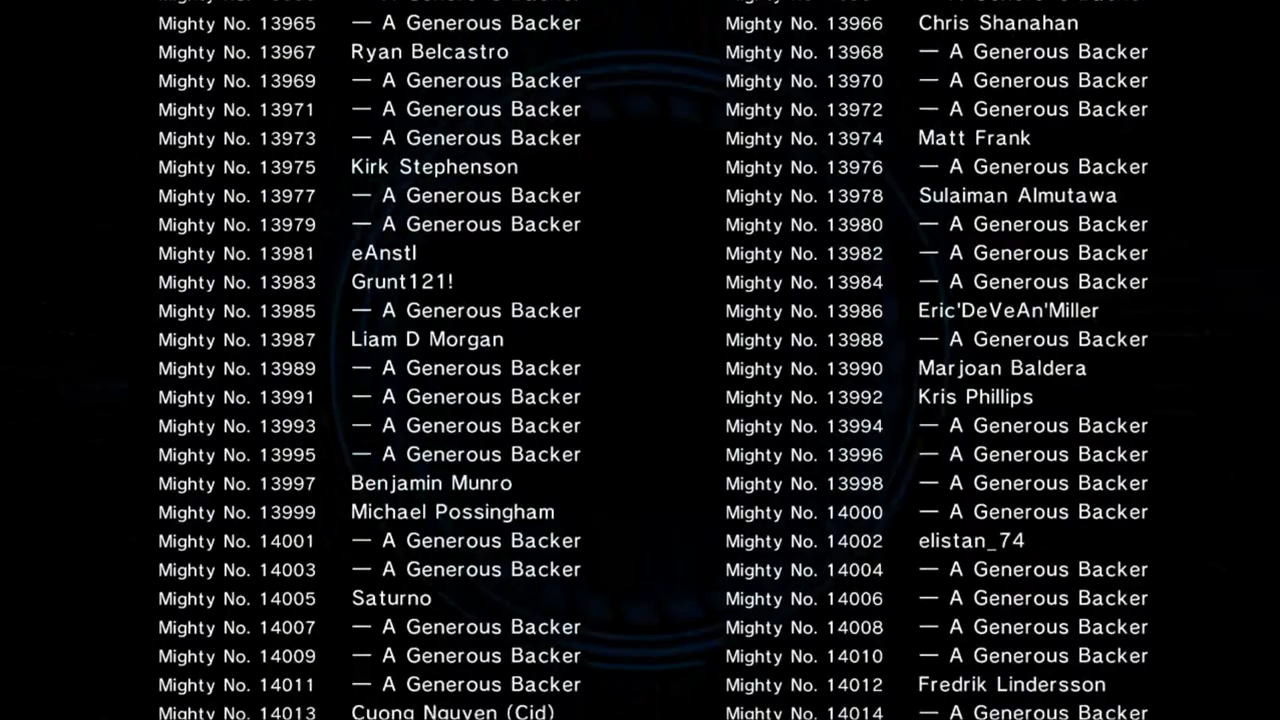 Mighty No. 13965 — A Generous Backer Mighty No. 13966 Chris Shanahan
Mighty No. 13967 Ryan Belcastro Mighty No. 13968 — A Generous Backer
Mighty No. 13969 — A Generous Backer Mighty No. 13970 — A Generous Backer
Mighty No. 13971 — A Generous Backer Mighty No. 13972 — A Generous Backer
Mighty No. 13973 — A Generous Backer Mighty No. 13974 Matt Frank
Mighty No. 13975 Kirk Stephenson Mighty No. 13976 — A Generous Backer
Mighty No. 13977 — A Generous Backer Mighty No. 13978 Sulaiman Almutawa
Mighty No. 13979 — A Generous Backer Mighty No. 13980 — A Generous Backer
Mighty No. 13981 eAnstl Mighty No. 13982 — A Generous Backer
Mighty No. 13983 Grunt121! Mighty No. 13984 — A Generous Backer
Mighty No. 13985 — A Generous Backer Mighty No. 13986 Eric'DeVeAn'Miller
Mighty No. 13987 Liam D Morgan Mighty No. 13988 — A Generous Backer
Mighty No. 13989 — A Generous Backer Mighty No. 13990 Marjoan Baldera
Mighty No. 13991 — A Generous Backer Mighty No. 13992 Kris Phillips
Mighty No. 13993 — A Generous Backer Mighty No. 13994 — A Generous Backer
Mighty No. 13995 — A Generous Backer Mighty No. 13996 — A Generous Backer
Mighty No. 13997 Benjamin Munro Mighty No. 13998 — A Generous Backer
Mighty No. 13999 Michael Possingham Mighty No. 14000 — A Generous Backer
Mighty No. 14001 — A Generous Backer Mighty No. 14002 elistan_74
Mighty No. 14003 — A Generous Backer Mighty No. 14004 — A Generous Backer
Mighty No. 14005 Saturno Mighty No. 14006 — A Generous Backer
Mighty No. 14007 — A Generous Backer Mighty No. 14008 — A Generous Backer
Mighty No. 14009 — A Generous Backer Mighty No. 14010 — A Generous Backer
Mighty No. 14011 — A Generous Backer Mighty No. 14012 Fredrik Lindersson
Mighty No. 14013 Cuong Nguyen (Cid) Mighty No. 14014 — A Generous Backer